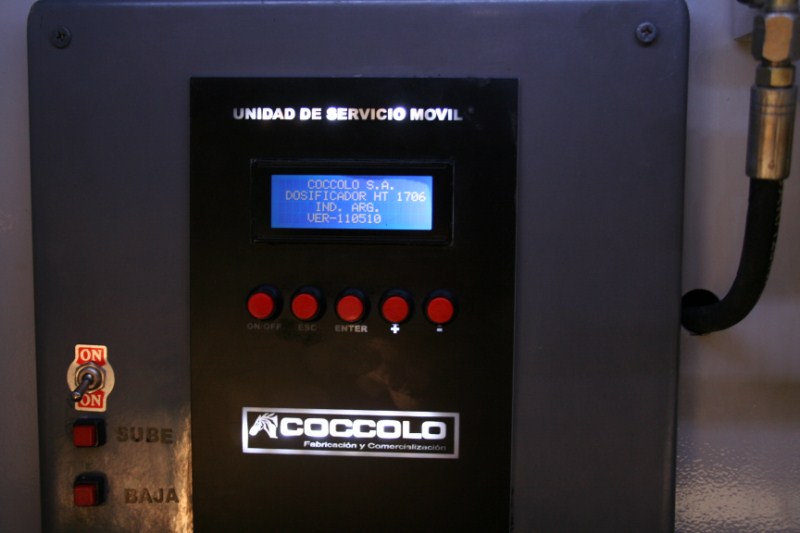 UNIDAD DE SERVICIO MOVIL
COCCOLO S.A.
DOSIFICADOR HT 1706
IND. ARG.
VER-110510
ON-OFF ESC ENTER + -
ON
ON
SUBE
BAJA
COCCOLO
Fabricación y Comercialización